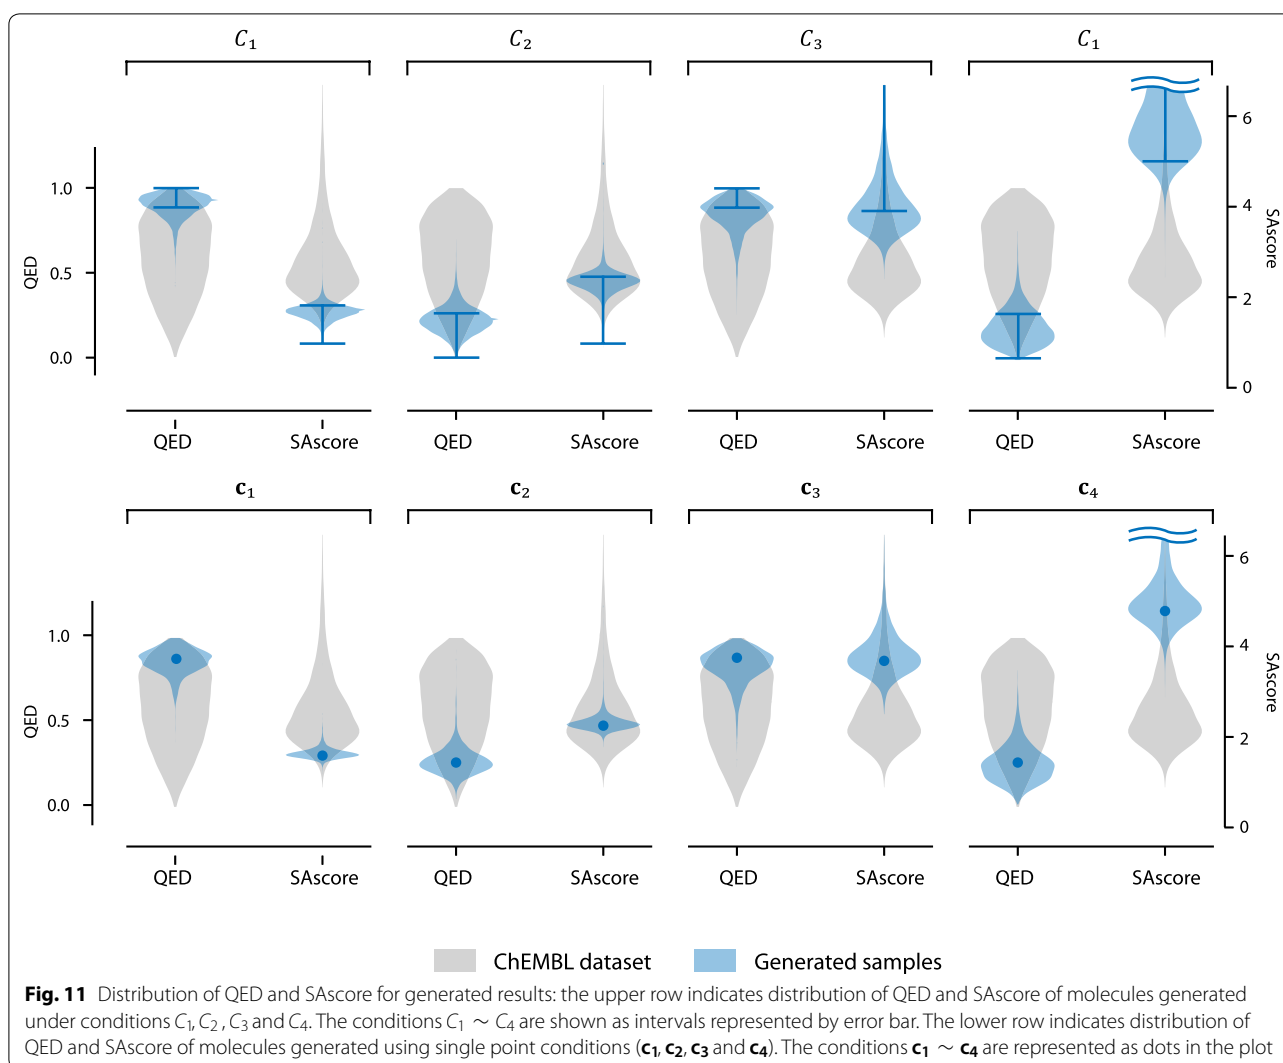 C1 C2 C3 C1
1.0
0.5
0.0
QED
6
4
2
0
SAscore
QED SAscore QED SAscore QED SAscore QED SAscore
c1 c2 c3 c4
1.0
0.5
0.0
QED
6
4
2
0
SAscore
QED SAscore QED SAscore QED SAscore QED SAscore
ChEMBL dataset Generated samples
Fig. 11 Distribution of QED and SAscore for generated results: the upper row indicates distribution of QED and SAscore of molecules generated
under conditions C1, C2 , C3 and C4. The conditions C1 ∼ C4 are shown as intervals represented by error bar. The lower row indicates distribution of
QED and SAscore of molecules generated using single point conditions (c1, c2, c3 and c4). The conditions c1 ∼ c4 are represented as dots in the plot